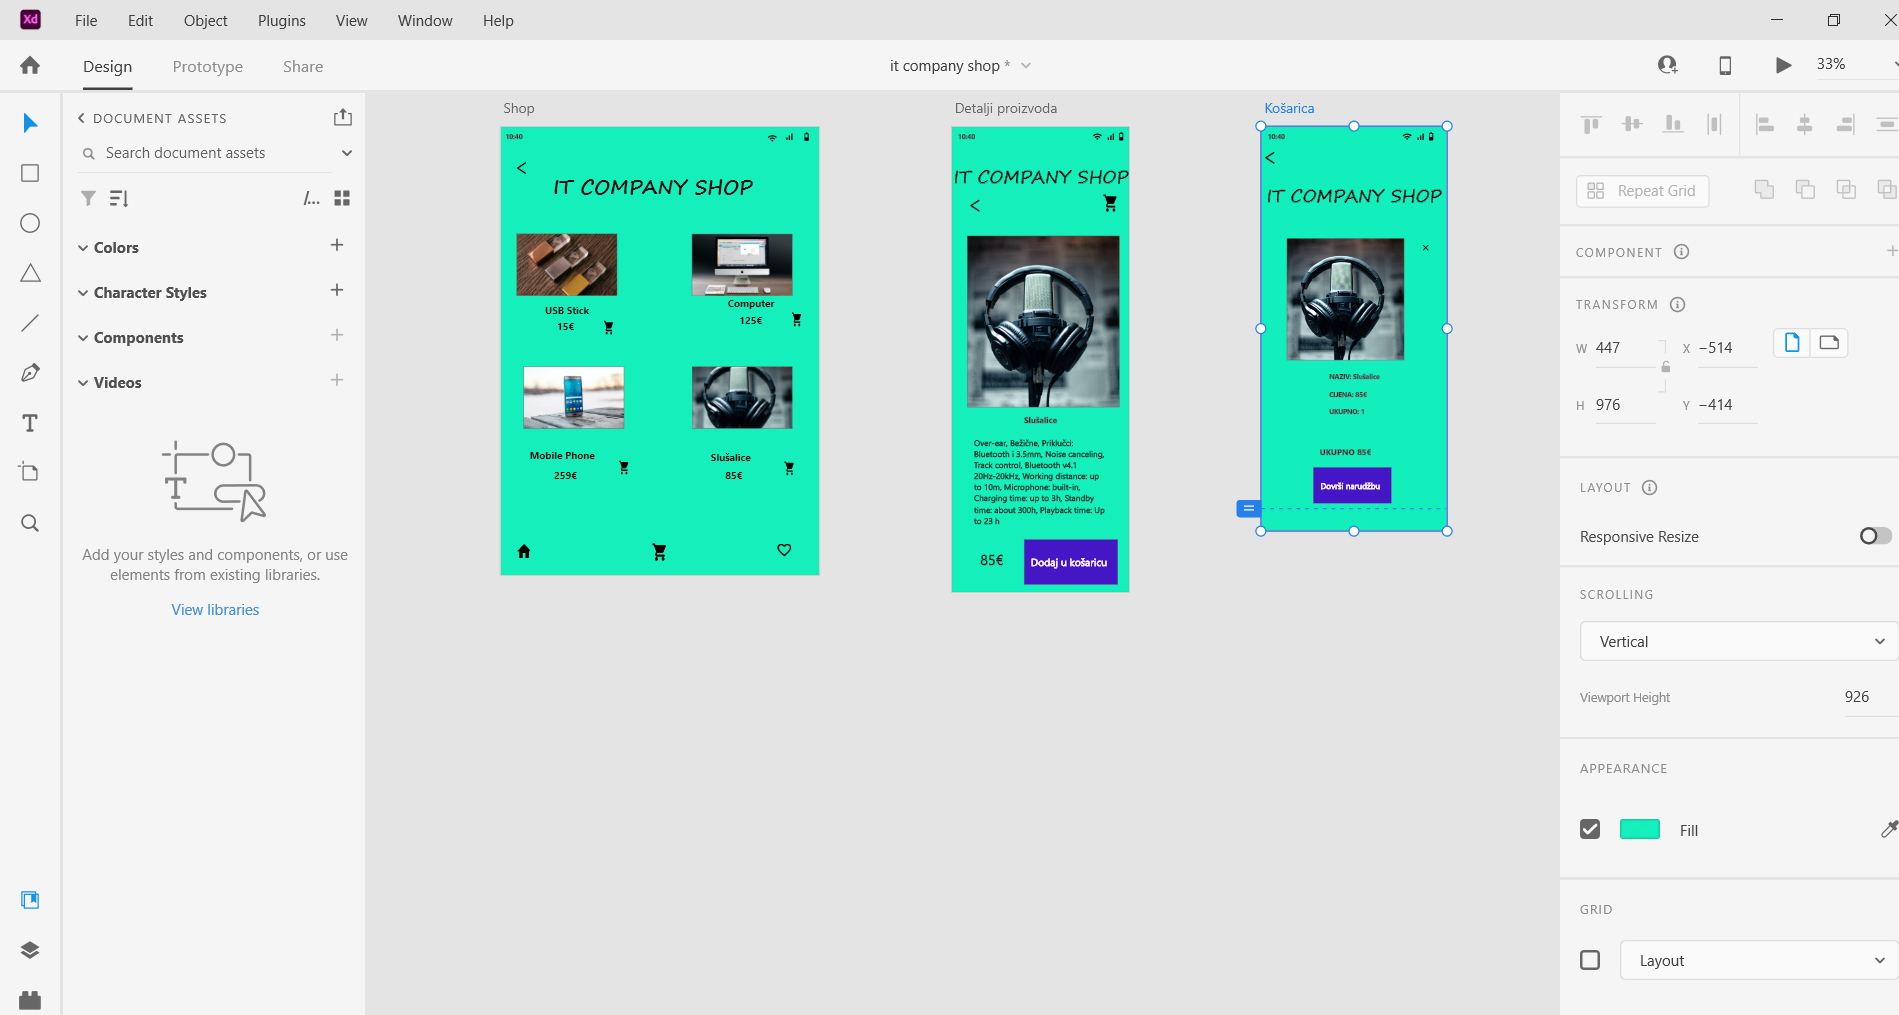 Xd File Edit Object Plugins View Window Help
Design Prototype Share
it company shop *
33%
DOCUMENT ASSETS
Search document assets
/...
Colors
Character Styles
Components
Videos
Add your styles and components, or use
elements from existing libraries.
View libraries
Shop
10:40
IT COMPANY SHOP
USB Stick
15€
Computer
125€
Mobile Phone
259€
Slušalice
85€
Detalji proizvoda
10:40
IT COMPANY SHOP
Slušalice
Over-ear, Bežične, Priključci:
Bluetooth i 3.5mm, Noise canceling,
Track control, Bluetooth v4.1
20Hz-20kHz, Working distance: up
to 10m, Microphone: built-in,
Charging time: up to 3h, Standby
time: about 300h, Playback time: Up
to 23 h
85€
Dodaj u košaricu
Košarica
10:40
IT COMPANY SHOP
×
NAZIV: Slušalice
CIJENA: 85€
UKUPNO: 1
UKUPNO 85€
Dovrši narudžbu
Repeat Grid
COMPONENT
TRANSFORM
W 447 X −514
H 976 Y −414
LAYOUT
Responsive Resize
SCROLLING
Vertical
Viewport Height 926
APPEARANCE
Fill
GRID
Layout